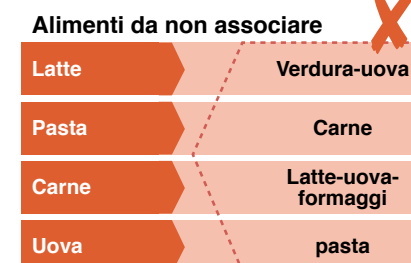 Alimenti da non associare
Latte Verdura-uova
Pasta Carne
Carne Latte-uova-
formaggi
Uova pasta